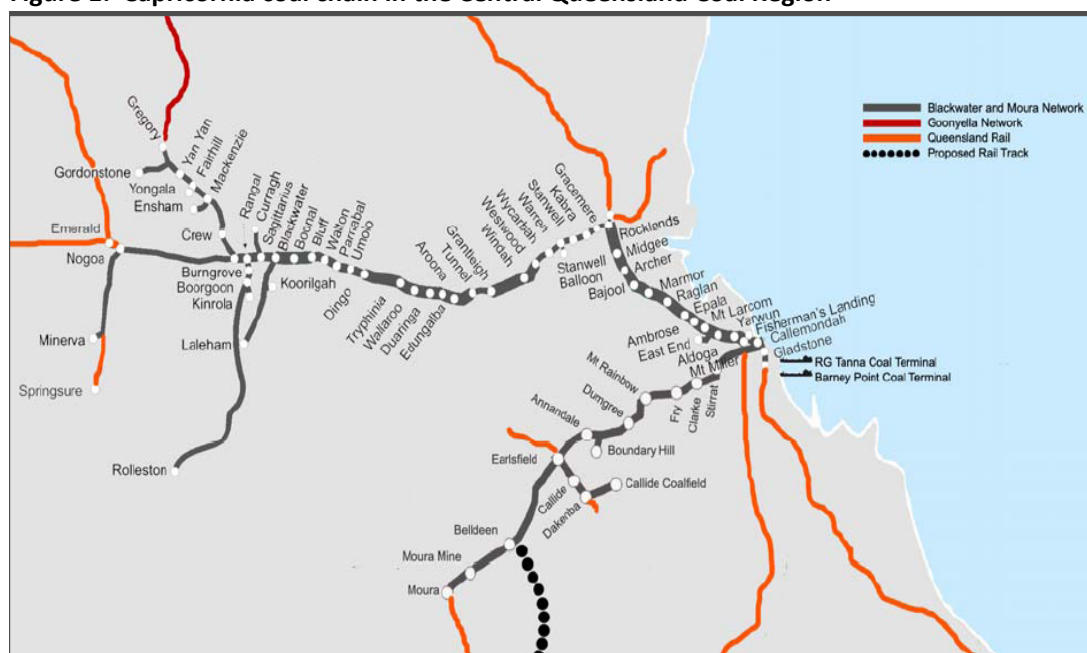 Figure 1: Capricornia coal chain in the Central Queensland Coal Region
Blackwater and Moura Network
Goonyella Network
Queensland Rail
Proposed Rail Track
Gregory
Yan Yan
Fairhill
Mackenzie
Gordonstone
Yongala
Ensham
Crew
Emerald
Nogoa
Rangal
Curragh
Sagittarius
Blackwater
Boonal
Bluff
Walton
Parnabal
Umolo
Burngrove
Boorgoon
Kinrola
Koorilgah
Laleham
Minerva
Springsure
Rolleston
Dingo
Tryphinia
Wallaroo
Duaringa
Aroona
Edungalba
Tunnel
Grantleigh
Windah
Westwood
Wycarbah
Warren
Stanwell
Kabra
Gracemere
Stanwell
Balloon
Rocklands
Midgee
Archer
Bajool
Marmor
Raglan
Epala
Ambrose
East End
Mt Larcom
Aldoga
Yarwun
Fisherman's Landing
Callemondah
Gladstone
RG Tanna Coal Terminal
Barney Point Coal Terminal
Mt Miller
Stirrat
Clarke
Fry
Mt Rainbow
Dumgree
Annandale
Boundary Hill
Earlsfield
Callide
Dakenba
Callide Coalfield
Belldeen
Moura Mine
Moura